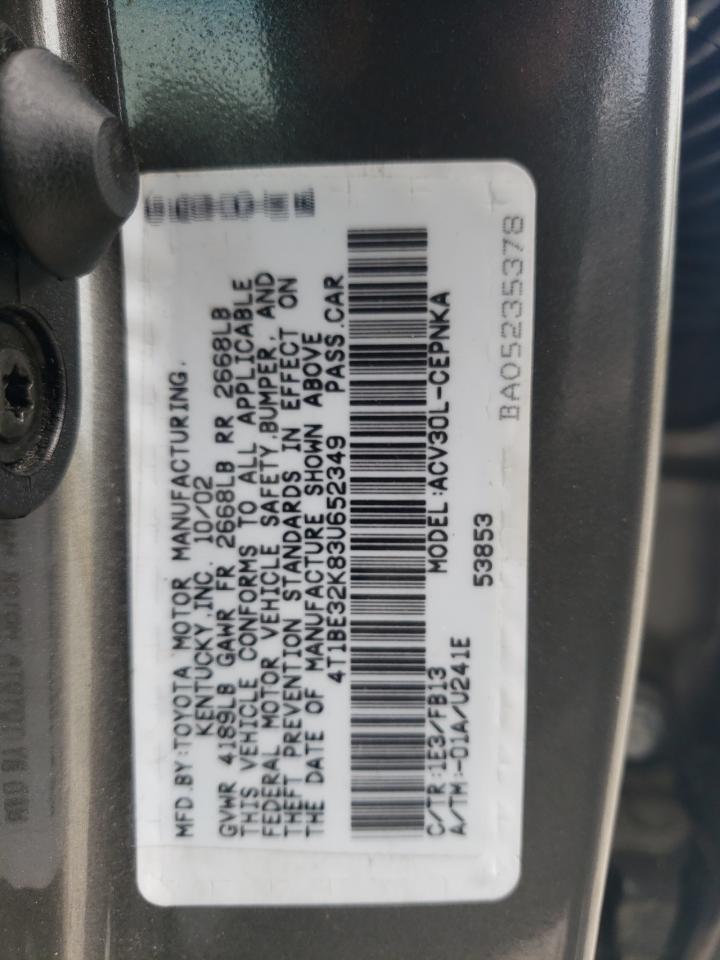 MFD.BY:TOYOTA MOTOR MANUFACTURING.
KENTUCKY,INC. 10/02
GVWR 4189LB GAWR FR 2668LB RR 2668LB
THIS VEHICLE CONFORMS TO ALL APPLICABLE
FEDERAL MOTOR VEHICLE SAFETY,BUMPER, AND
THEFT PREVENTION STANDARDS IN EFFECT ON
THE DATE OF MANUFACTURE SHOWN ABOVE
4T1BE32K83U652349 PASS.CAR
MODEL:ACV30L-CEPNKA
C/TR:1E3/FB13
A/TM:-01A/U241E 53853
BA05235378